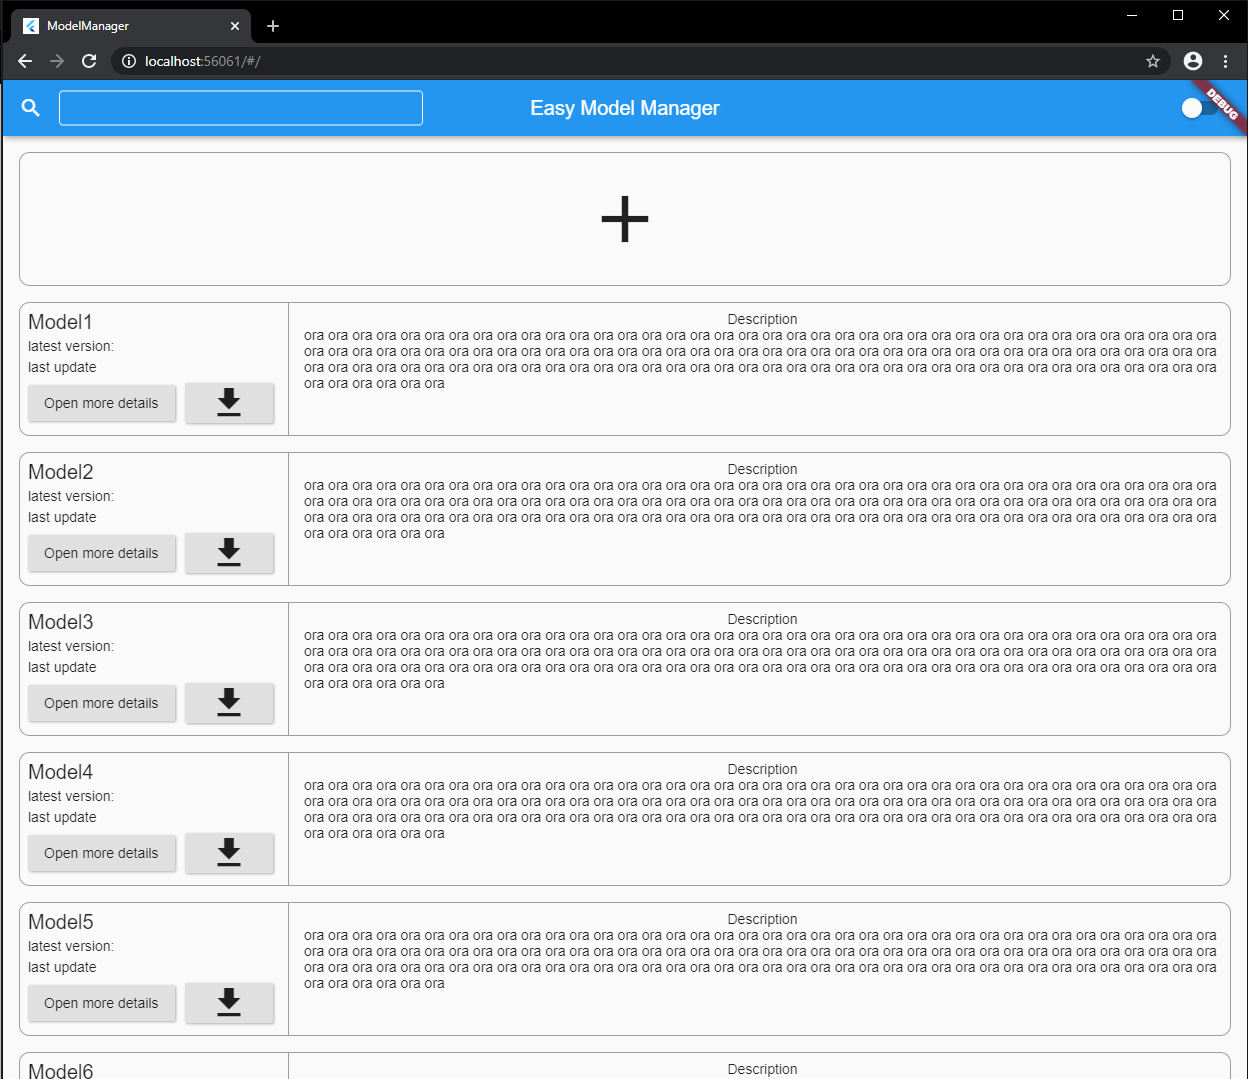 ModelManager
localhost:56061/#/
Easy Model Manager
DEBUG
Model1
latest version:
last update
Open more details
Description
ora ora ora ora ora ora ora ora ora ora ora ora ora ora ora ora ora ora ora ora ora ora ora ora ora ora ora ora ora ora ora ora ora ora ora ora ora ora
ora ora ora ora ora ora ora ora ora ora ora ora ora ora ora ora ora ora ora ora ora ora ora ora ora ora ora ora ora ora ora ora ora ora ora ora ora ora
ora ora ora ora ora ora ora ora ora ora ora ora ora ora ora ora ora ora ora ora ora ora ora ora ora ora ora ora ora ora ora ora ora ora ora ora ora ora
ora ora ora ora ora ora
Model2
latest version:
last update
Open more details
Description
ora ora ora ora ora ora ora ora ora ora ora ora ora ora ora ora ora ora ora ora ora ora ora ora ora ora ora ora ora ora ora ora ora ora ora ora ora ora
ora ora ora ora ora ora ora ora ora ora ora ora ora ora ora ora ora ora ora ora ora ora ora ora ora ora ora ora ora ora ora ora ora ora ora ora ora ora
ora ora ora ora ora ora ora ora ora ora ora ora ora ora ora ora ora ora ora ora ora ora ora ora ora ora ora ora ora ora ora ora ora ora ora ora ora ora
ora ora ora ora ora ora
Model3
latest version:
last update
Open more details
Description
ora ora ora ora ora ora ora ora ora ora ora ora ora ora ora ora ora ora ora ora ora ora ora ora ora ora ora ora ora ora ora ora ora ora ora ora ora ora
ora ora ora ora ora ora ora ora ora ora ora ora ora ora ora ora ora ora ora ora ora ora ora ora ora ora ora ora ora ora ora ora ora ora ora ora ora ora
ora ora ora ora ora ora ora ora ora ora ora ora ora ora ora ora ora ora ora ora ora ora ora ora ora ora ora ora ora ora ora ora ora ora ora ora ora ora
ora ora ora ora ora ora
Model4
latest version:
last update
Open more details
Description
ora ora ora ora ora ora ora ora ora ora ora ora ora ora ora ora ora ora ora ora ora ora ora ora ora ora ora ora ora ora ora ora ora ora ora ora ora ora
ora ora ora ora ora ora ora ora ora ora ora ora ora ora ora ora ora ora ora ora ora ora ora ora ora ora ora ora ora ora ora ora ora ora ora ora ora ora
ora ora ora ora ora ora ora ora ora ora ora ora ora ora ora ora ora ora ora ora ora ora ora ora ora ora ora ora ora ora ora ora ora ora ora ora ora ora
ora ora ora ora ora ora
Model5
latest version:
last update
Open more details
Description
ora ora ora ora ora ora ora ora ora ora ora ora ora ora ora ora ora ora ora ora ora ora ora ora ora ora ora ora ora ora ora ora ora ora ora ora ora ora
ora ora ora ora ora ora ora ora ora ora ora ora ora ora ora ora ora ora ora ora ora ora ora ora ora ora ora ora ora ora ora ora ora ora ora ora ora ora
ora ora ora ora ora ora ora ora ora ora ora ora ora ora ora ora ora ora ora ora ora ora ora ora ora ora ora ora ora ora ora ora ora ora ora ora ora ora
ora ora ora ora ora ora
Model6
Description